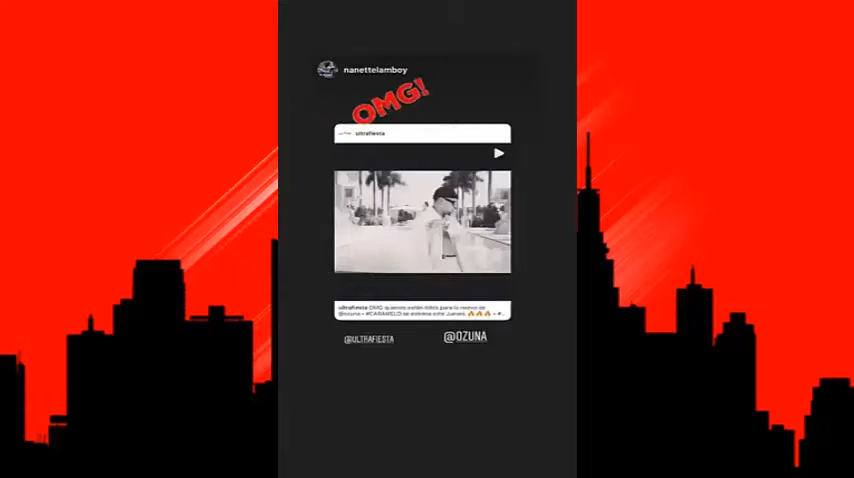 nanettelamboy
OMG!
ultrafiesta
ultrafiesta OMG quienes están listos para lo nuevo de
@ozuna - #CARAMELO se estrena este Jueves 🔥🔥🔥 - #...
@ULTRAFIESTA
@OZUNA